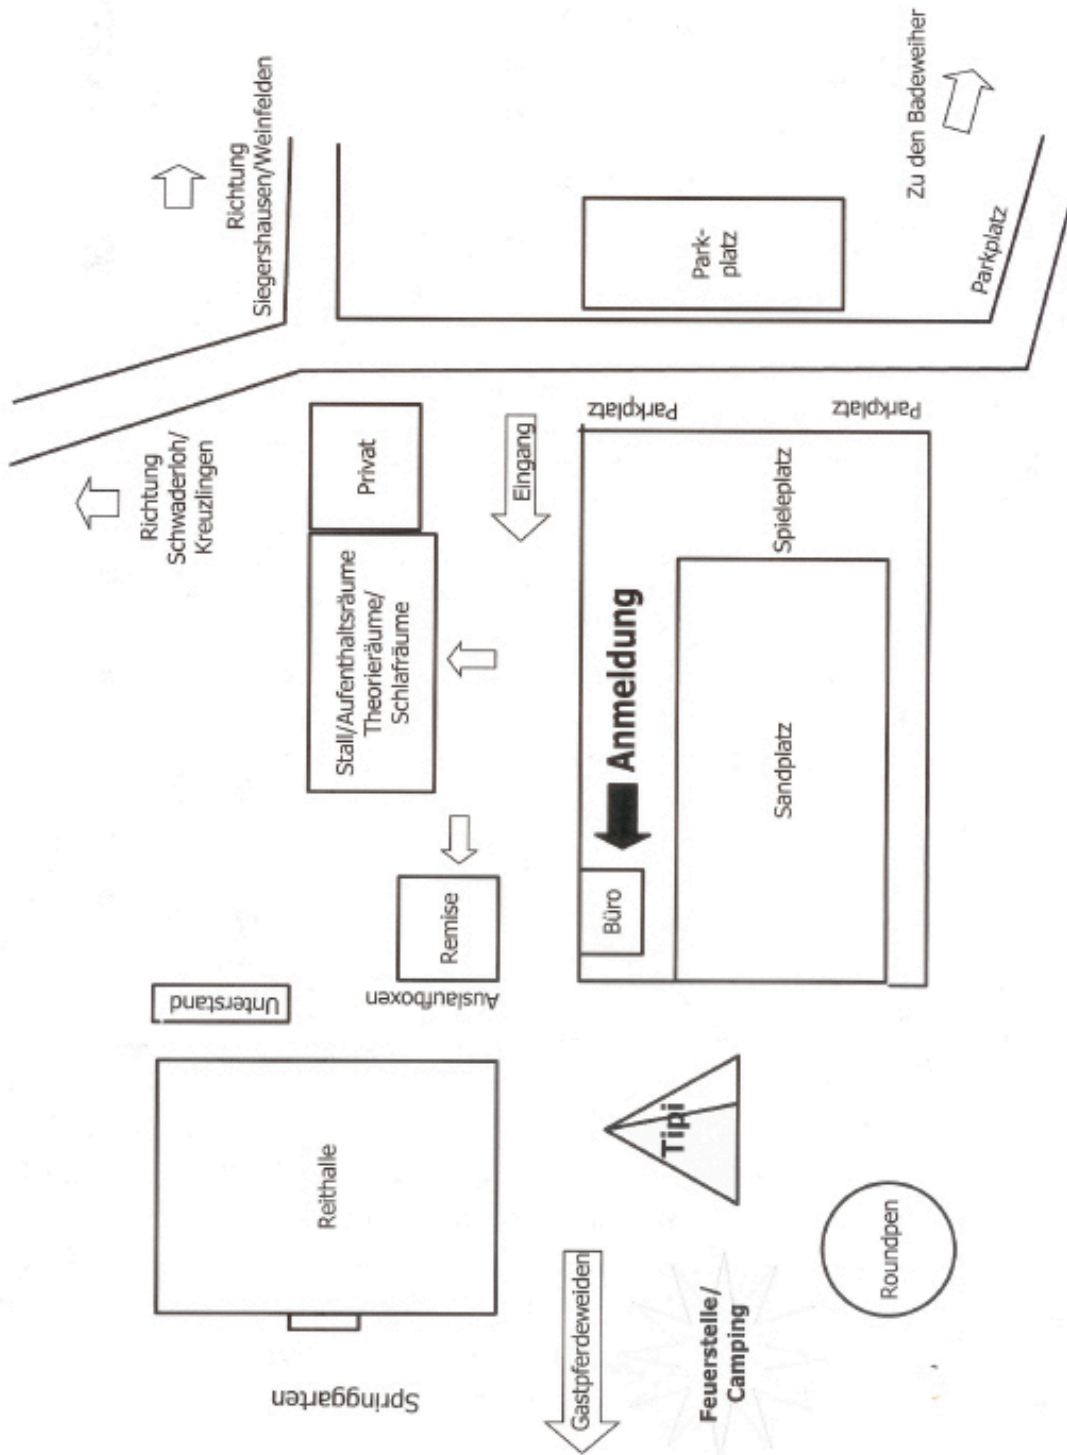 Richtung
Siegershausen/Weinfelden
Zu den Badeweiher
Park-
platz
Parkplatz
Richtung
Schwaderloh/
Kreuzlingen
Privat
Eingang
Parkplatz
Parkplatz
Stall/Aufenthaltsräume
Theorieräume/
Schlafräume
Anmeldung
Spieleplatz
Sandplatz
Büro
Remise
Auslaufboxen
Unterstand
Reithalle
Tipi
Roundpen
Springgarten
Gastpferdeweiden
Feuerstelle/
Camping